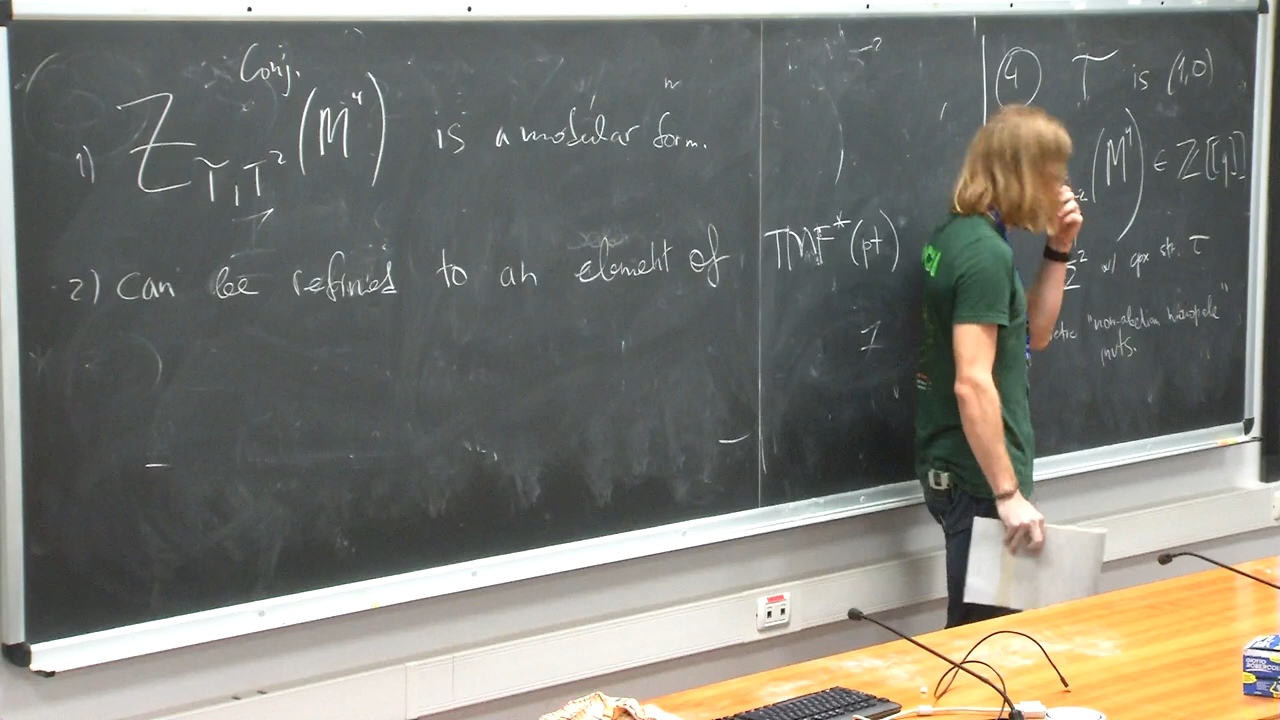 Conj.
1) Z_{T̃,T^2} (M^4) is a modular form.
2) can be refined to an element of TMF*(pt)
④ T is (1,0)
(M^4) ∈ Z[[q]]
w/ cpx str. τ
"non-abelian monopole"
invts.